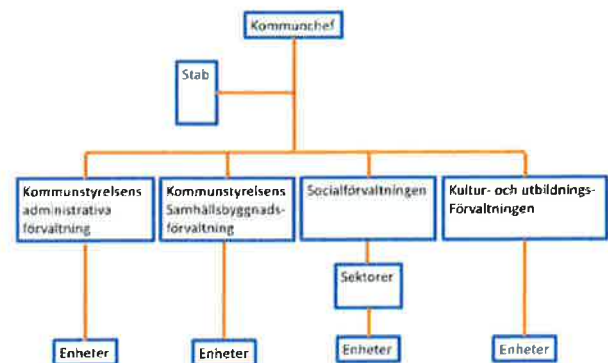 Kommunchef
Stab
Kommunstyrelsens
administrativa
förvaltning
Kommunstyrelsens
Samhällsbyggnads-
förvaltning
Socialförvaltningen
Kultur- och utbildnings-
Förvaltningen
Sektorer
Enheter
Enheter
Enheter
Enheter